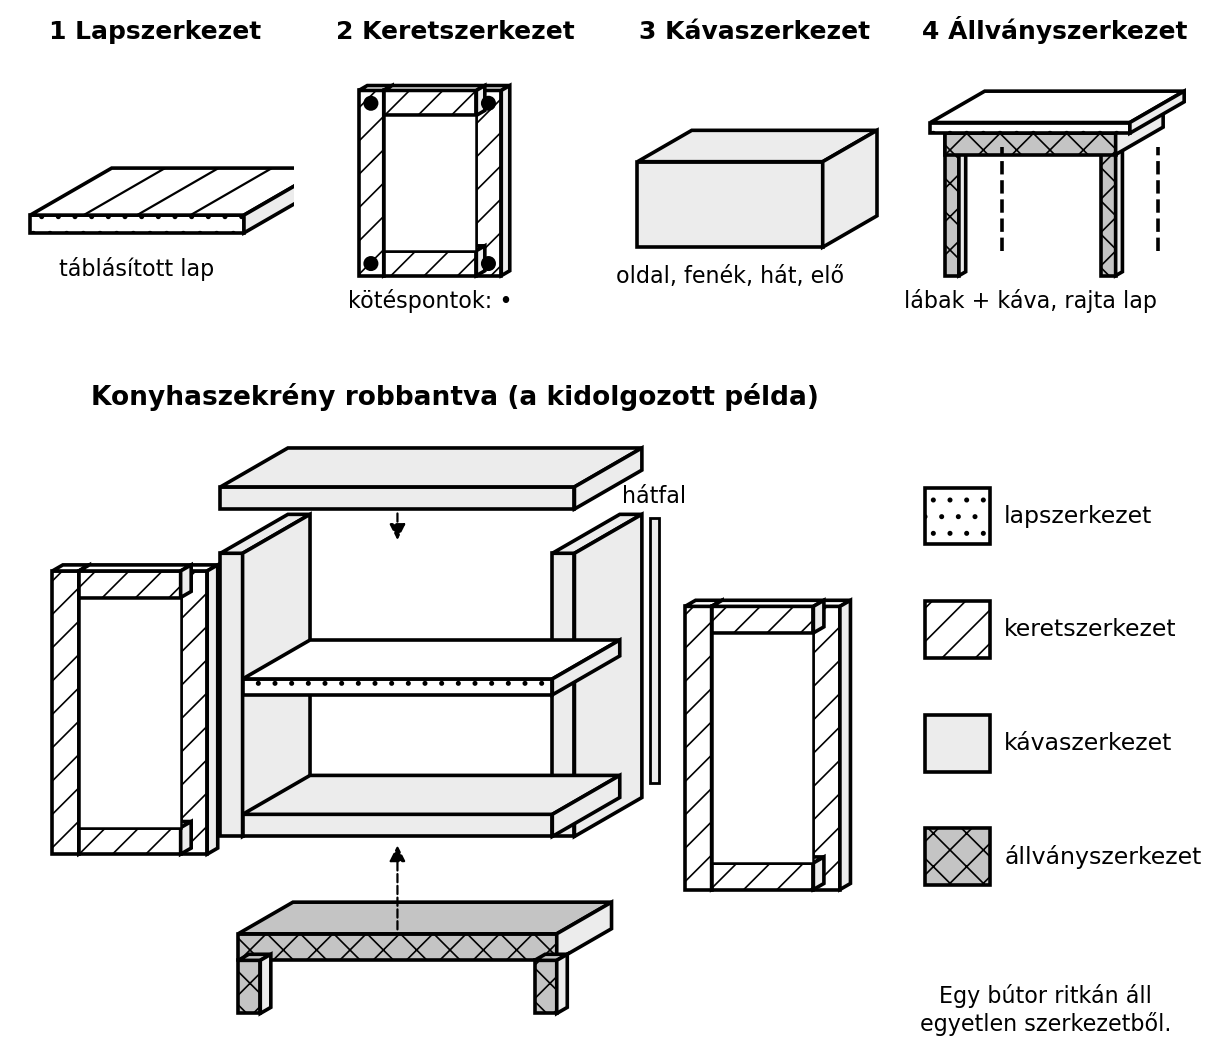 1 Lapszerkezet
2 Keretszerkezet
3 Kávaszerkezet
4 Állványszerkezet
táblásított lap
kötéspontok: •
oldal, fenék, hát, elő
lábak + káva, rajta lap
Konyhaszekrény robbantva (a kidolgozott példa)
hátfal
lapszerkezet
keretszerkezet
kávaszerkezet
állványszerkezet
Egy bútor ritkán áll
egyetlen szerkezetből.